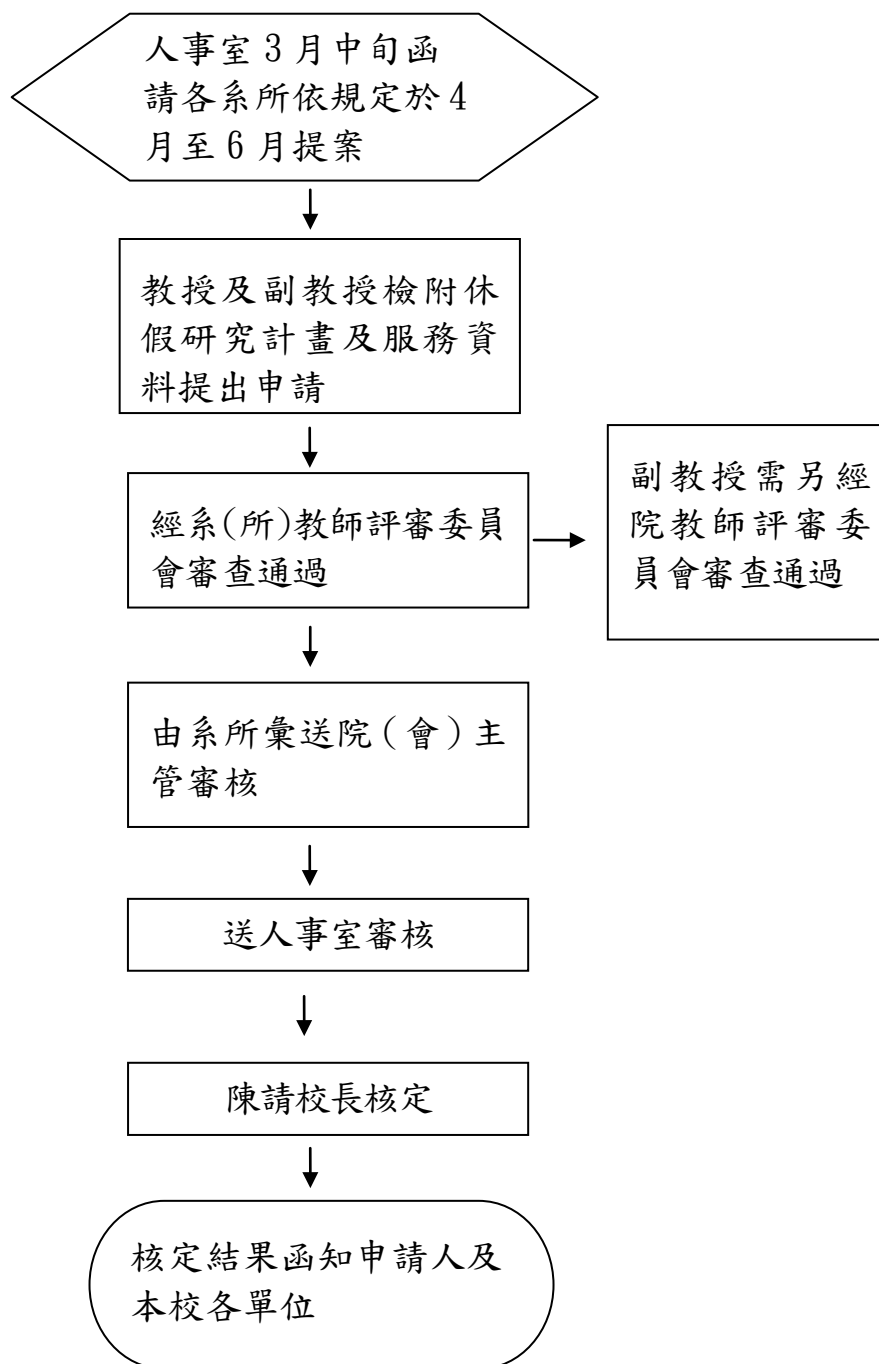 人事室 3 月中旬函
請各系所依規定於 4
月至 6 月提案
教授及副教授檢附休
假研究計畫及服務資
料提出申請
經系(所)教師評審委員
會審查通過
副教授需另經
院教師評審委
員會審查通過
由系所彙送院（會）主
管審核
送人事室審核
陳請校長核定
核定結果函知申請人及
本校各單位